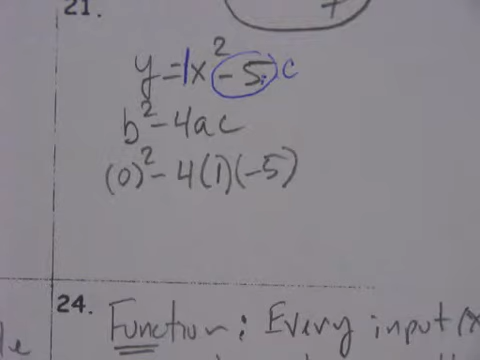 21.
y = 1x² - 5 c
b² - 4ac
(0)² - 4(1)(-5)
24. Function: Every input (x